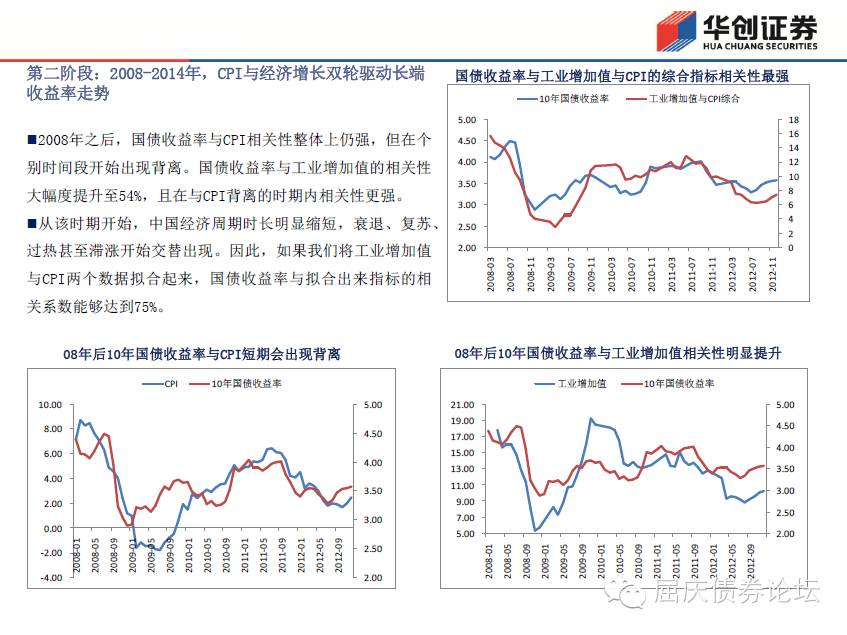 华创证券
HUA CHUANG SECURITIES
第二阶段：2008-2014年，CPI与经济增长双轮驱动长端
收益率走势
■2008年之后，国债收益率与CPI相关性整体上仍强，但在个
别时间段开始出现背离。国债收益率与工业增加值的相关性
大幅度提升至54%，且在与CPI背离的时期内相关性更强。
■从该时期开始，中国经济周期时长明显缩短，衰退、复苏、
过热甚至滞涨开始交替出现。因此，如果我们将工业增加值
与CPI两个数据拟合起来，国债收益率与拟合出来指标的相
关系数能够达到75%。
国债收益率与工业增加值与CPI的综合指标相关性最强
10年国债收益率 工业增加值与CPI综合
5.00 18
16
4.50 14
4.00 12
10
3.50 8
3.00 6
4
2.50 2
2.00 0
2008-03 2008-07 2008-11 2009-03 2009-07 2009-11 2010-03 2010-07 2010-11 2011-03 2011-07 2011-11 2012-03 2012-07 2012-11
08年后10年国债收益率与CPI短期会出现背离
CPI 10年国债收益率
10.00 5.00
8.00 4.50
6.00 4.00
4.00 3.50
2.00 3.00
0.00 2.50
-2.00 2.00
-4.00
2008-01 2008-05 2008-09 2009-01 2009-05 2009-09 2010-01 2010-05 2010-09 2011-01 2011-05 2011-09 2012-01 2012-05 2012-09
08年后10年国债收益率与工业增加值相关性明显提升
工业增加值 10年国债收益率
21.00 5.00
19.00 4.50
17.00 4.00
15.00 3.50
13.00 3.00
11.00 2.50
9.00 2.00
7.00
5.00
2008-01 2008-05 2008-09 2009-01 2009-05 2009-09 2010-01 2010-05 2010-09 2011-01 2011-05 2011-09 2012-01 2012-05 2012-09
屈庆债券论坛